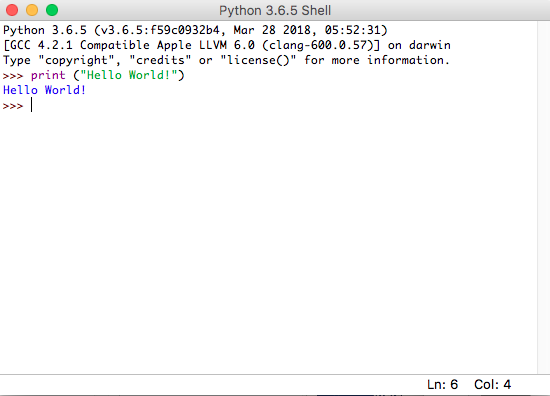 Python 3.6.5 Shell
Python 3.6.5 (v3.6.5:f59c0932b4, Mar 28 2018, 05:52:31)
[GCC 4.2.1 Compatible Apple LLVM 6.0 (clang-600.0.57)] on darwin
Type "copyright", "credits" or "license()" for more information.
>>> print ("Hello World!")
Hello World!
>>>
Ln: 6 Col: 4